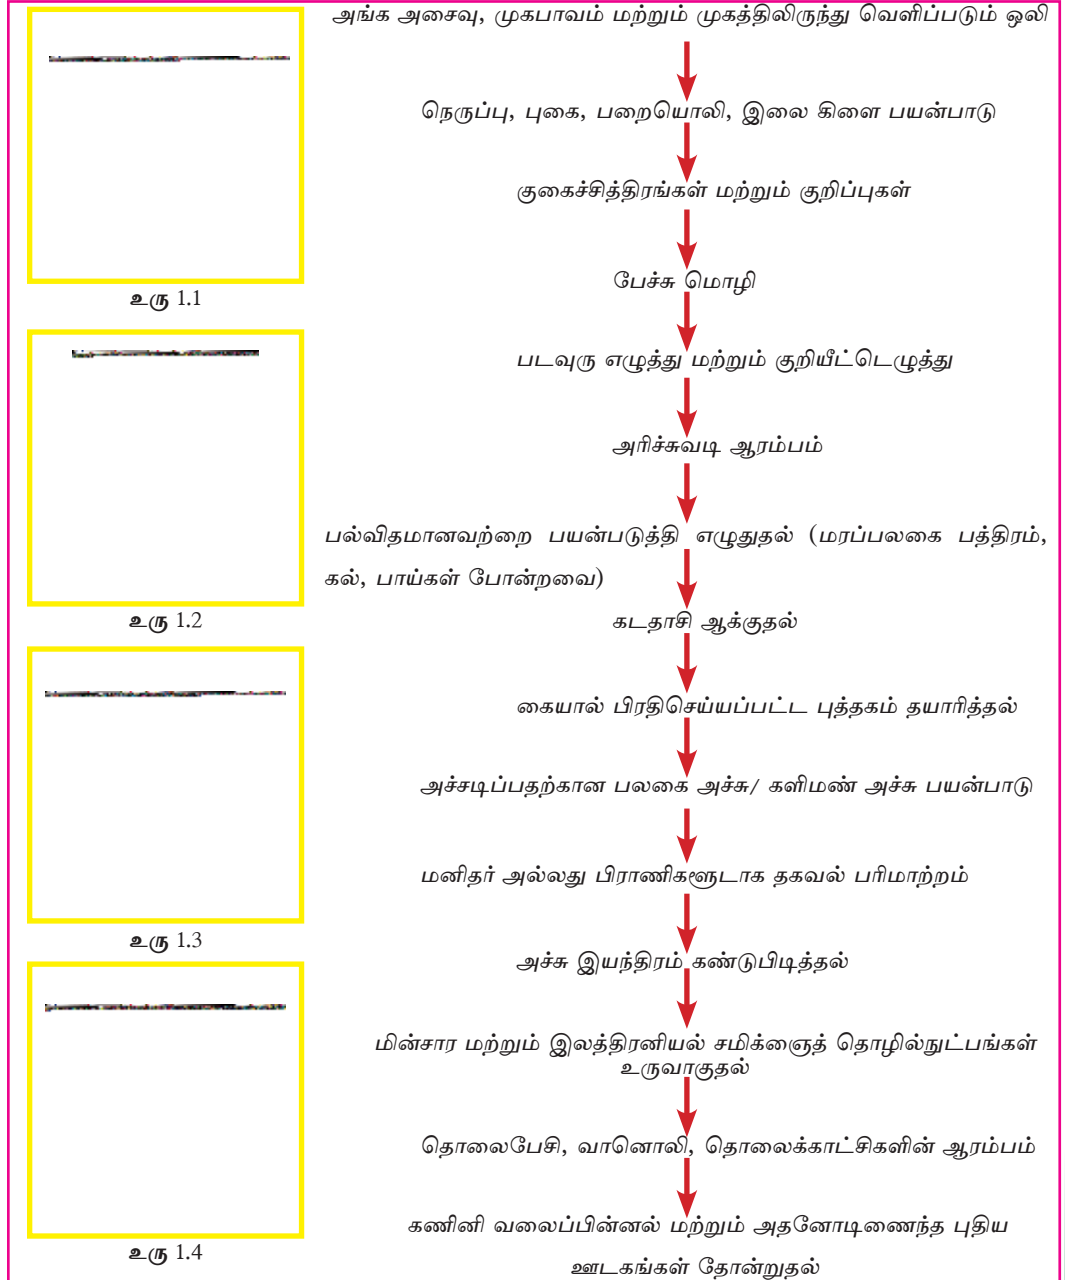 அங்க அசைவு, முகபாவம் மற்றும் முகத்திலிருந்து வெளிப்படும் ஒலி
நெருப்பு, புகை, பறையொலி, இலை கிளை பயன்பாடு
குகைச்சித்திரங்கள் மற்றும் குறிப்புகள்
பேச்சு மொழி
உரு 1.1
படவுரு எழுத்து மற்றும் குறியீட்டெழுத்து
அரிச்சுவடி ஆரம்பம்
பல்விதமானவற்றை பயன்படுத்தி எழுதுதல் (மரப்பலகை பத்திரம்,
கல், பாய்கள் போன்றவை)
உரு 1.2
கடதாசி ஆக்குதல்
கையால் பிரதிசெய்யப்பட்ட புத்தகம் தயாரித்தல்
அச்சடிப்பதற்கான பலகை அச்சு/ களிமண் அச்சு பயன்பாடு
மனிதர் அல்லது பிராணிகளூடாக தகவல் பரிமாற்றம்
உரு 1.3
அச்சு இயந்திரம் கண்டுபிடித்தல்
மின்சார மற்றும் இலத்திரனியல் சமிக்ஞைத் தொழில்நுட்பங்கள்
உருவாகுதல்
தொலைபேசி, வானொலி, தொலைக்காட்சிகளின் ஆரம்பம்
கணினி வலைப்பின்னல் மற்றும் அதனோடிணைந்த புதிய
உரு 1.4
ஊடகங்கள் தோன்றுதல்